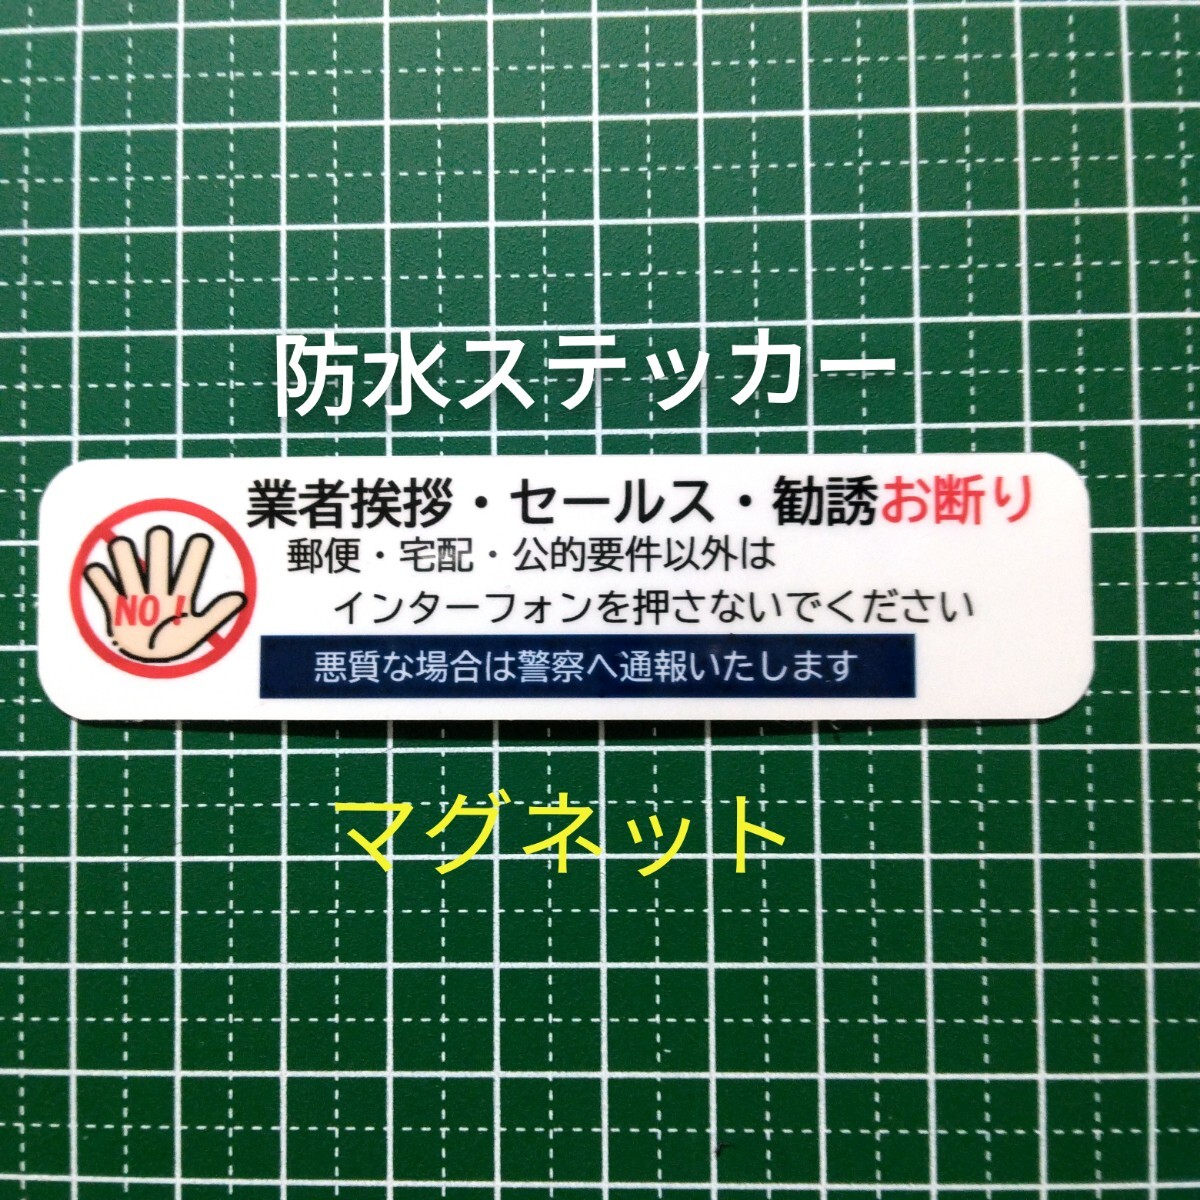 防水ステッカー
業者挨拶・セールス・勧誘お断り
郵便・宅配・公的要件以外は
インターフォンを押さないでください
NO！
悪質な場合は警察へ通報いたします
マグネット